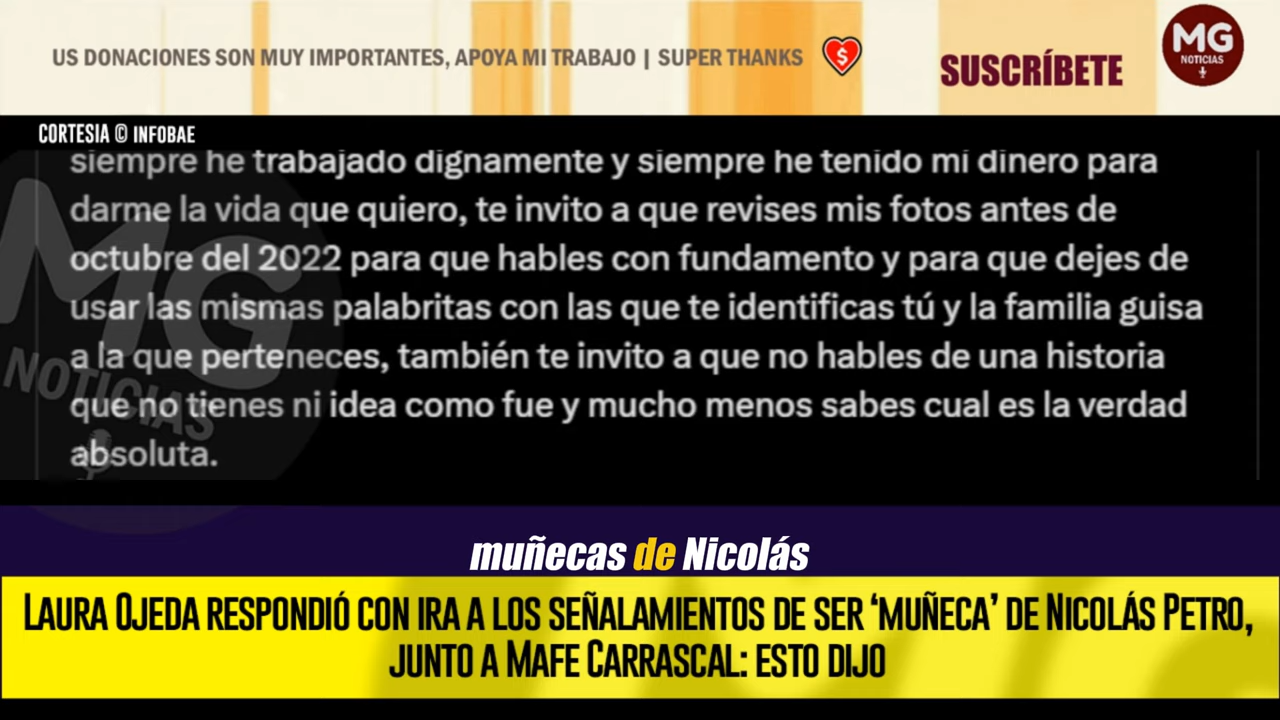 US DONACIONES SON MUY IMPORTANTES, APOYA MI TRABAJO | SUPER THANKS $
SUSCRÍBETE
MG
NOTICIAS
CORTESIA © INFOBAE
siempre he trabajado dignamente y siempre he tenido mi dinero para
darme la vida que quiero, te invito a que revises mis fotos antes de
octubre del 2022 para que hables con fundamento y para que dejes de
usar las mismas palabritas con las que te identificas tú y la familia guisa
a la que perteneces, también te invito a que no hables de una historia
que no tienes ni idea como fue y mucho menos sabes cual es la verdad
absoluta.
MG
NOTICIAS
muñecas de Nicolás
LAURA OJEDA RESPONDIÓ CON IRA A LOS SEÑALAMIENTOS DE SER ‘MUÑECA’ DE NICOLÁS PETRO,
JUNTO A MAFE CARRASCAL: ESTO DIJO